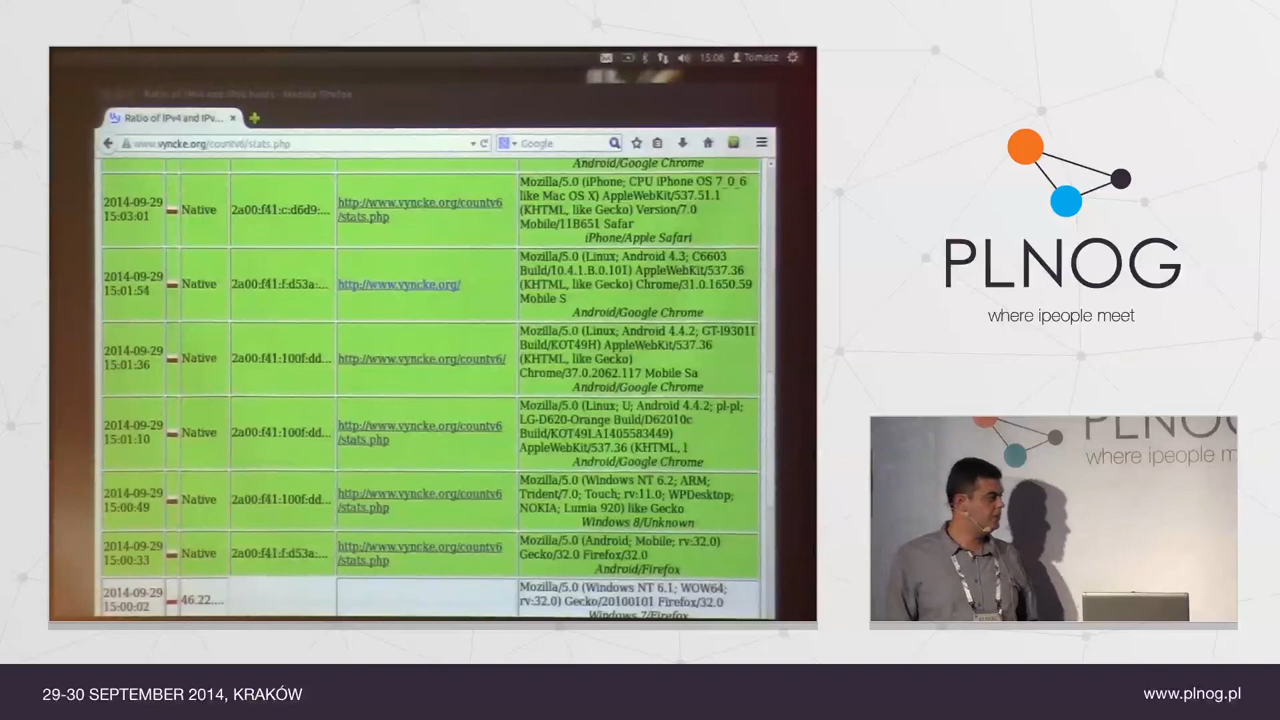 15:06 Tomasz
Ratio of IPv4 and IPv6 hosts - Mozilla Firefox
Ratio of IPv4 and IPv...
www.vyncke.org/countv6/stats.php
Google
Android/Google Chrome
2014-09-29
15:03:01
Native
2a00:f41:c:d6d9:...
http://www.vyncke.org/countv6
/stats.php
Mozilla/5.0 (iPhone; CPU iPhone OS 7_0_6
like Mac OS X) AppleWebKit/537.51.1
(KHTML, like Gecko) Version/7.0
Mobile/11B651 Safar
iPhone/Apple Safari
2014-09-29
15:01:54
Native
2a00:f41:f:d53a:...
http://www.vyncke.org/
Mozilla/5.0 (Linux; Android 4.3; C6603
Build/10.4.1.B.0.101) AppleWebKit/537.36
(KHTML, like Gecko) Chrome/31.0.1650.59
Mobile S
Android/Google Chrome
2014-09-29
15:01:36
Native
2a00:f41:100f:dd...
http://www.vyncke.org/countv6/
Mozilla/5.0 (Linux; Android 4.4.2; GT-I9301I
Build/KOT49H) AppleWebKit/537.36
(KHTML, like Gecko)
Chrome/37.0.2062.117 Mobile Sa
Android/Google Chrome
2014-09-29
15:01:10
Native
2a00:f41:100f:dd...
http://www.vyncke.org/countv6
/stats.php
Mozilla/5.0 (Linux; U; Android 4.4.2; pl-pl;
LG-D620-Orange Build/D62010c
Build/KOT49I.A1405583449)
AppleWebKit/537.36 (KHTML, l
Android/Google Chrome
2014-09-29
15:00:49
Native
2a00:f41:100f:dd...
http://www.vyncke.org/countv6
/stats.php
Mozilla/5.0 (Windows NT 6.2; ARM;
Trident/7.0; Touch; rv:11.0; WPDesktop;
NOKIA; Lumia 920) like Gecko
Windows 8/Unknown
2014-09-29
15:00:33
Native
2a00:f41:f:d53a:...
http://www.vyncke.org/countv6
/stats.php
Mozilla/5.0 (Android; Mobile; rv:32.0)
Gecko/32.0 Firefox/32.0
Android/Firefox
2014-09-29
15:00:02
46.22....
Mozilla/5.0 (Windows NT 6.1; WOW64;
rv:32.0) Gecko/20100101 Firefox/32.0
Windows 7/Firefox
PLNOG
where ipeople meet
PLNOG
where ipeople m
29-30 SEPTEMBER 2014, KRAKÓW
www.plnog.pl